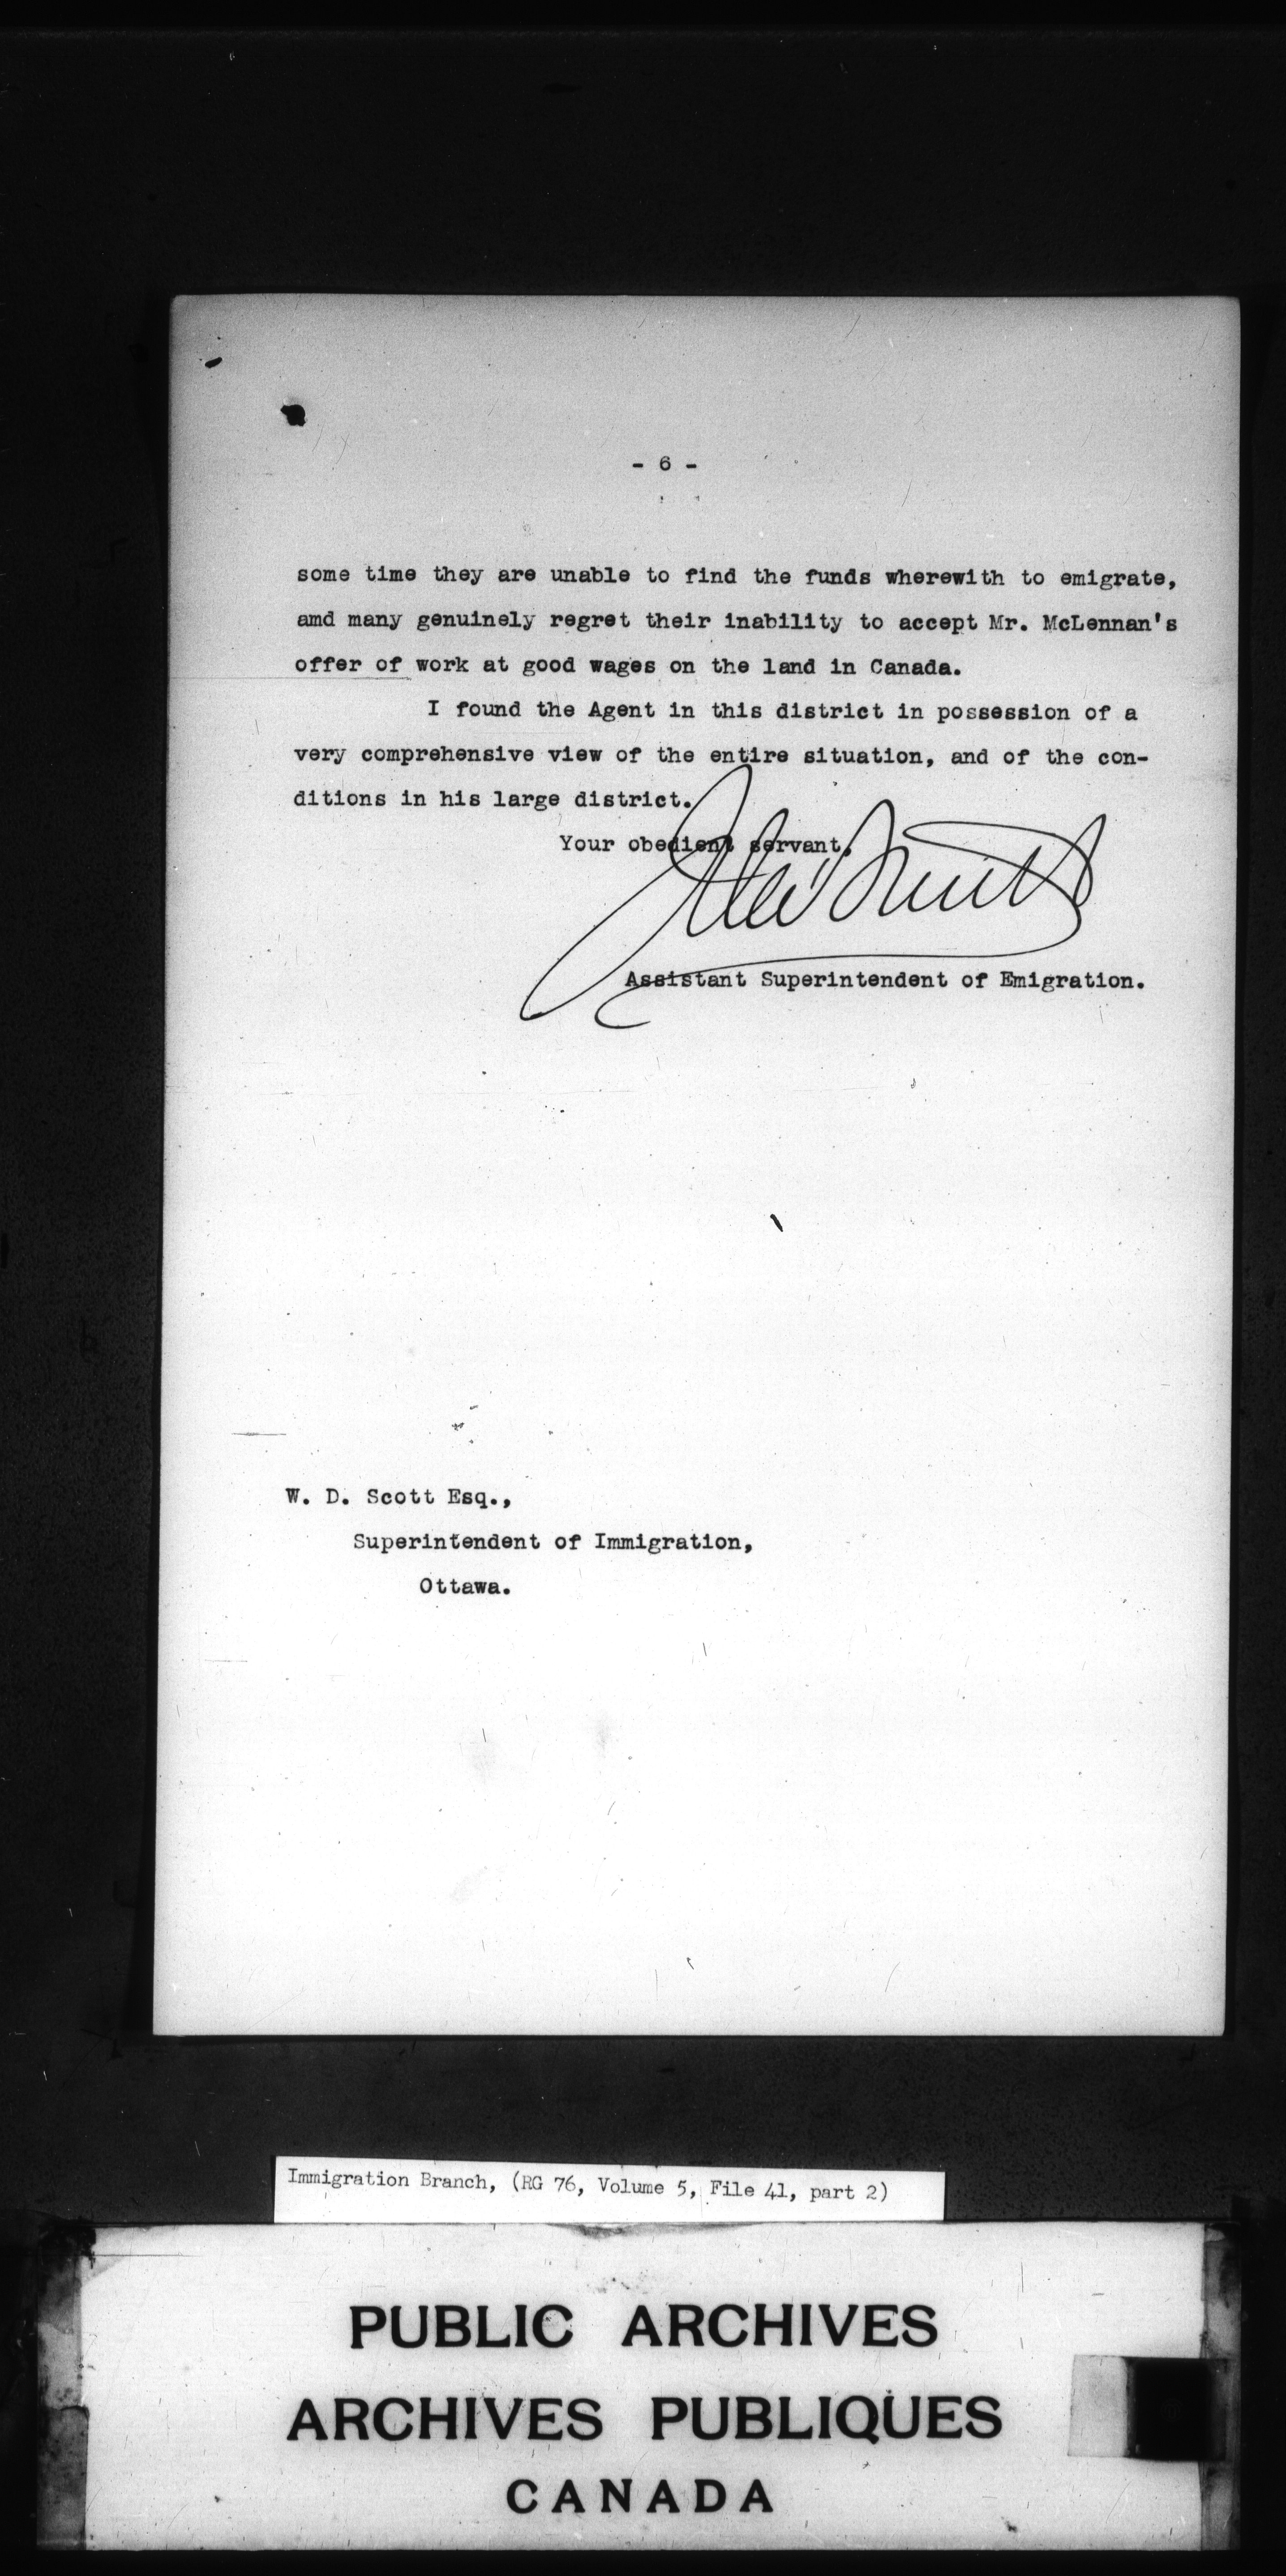 - 6 -
some time they are unable to find the funds wherewith to emigrate,
amd many genuinely regret their inability to accept Mr. McLennan's
offer of work at good wages on the land in Canada.
I found the Agent in this district in possession of a
very comprehensive view of the entire situation, and of the con-
ditions in his large district.
Your obedient servant,
Assistant Superintendent of Emigration.
W. D. Scott Esq.,
Superintendent of Immigration,
Ottawa.
Immigration Branch, (RG 76, Volume 5, File 41, part 2)
PUBLIC ARCHIVES
ARCHIVES PUBLIQUES
CANADA